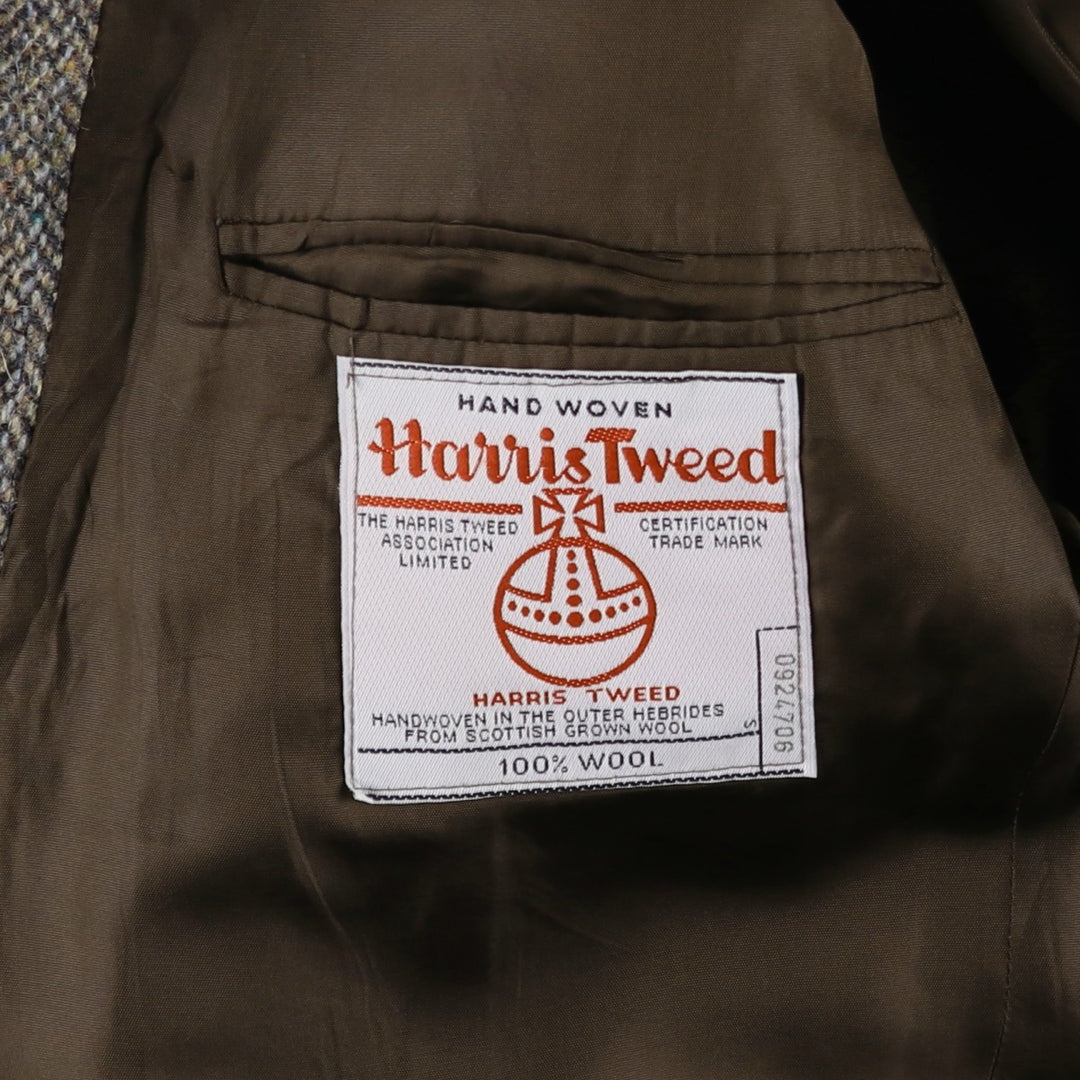 HAND WOVEN
Harris Tweed
THE HARRIS TWEED
ASSOCIATION
LIMITED
CERTIFICATION
TRADE MARK
HARRIS TWEED
HANDWOVEN IN THE OUTER HEBRIDES
FROM SCOTTISH GROWN WOOL
S
0924706
100% WOOL